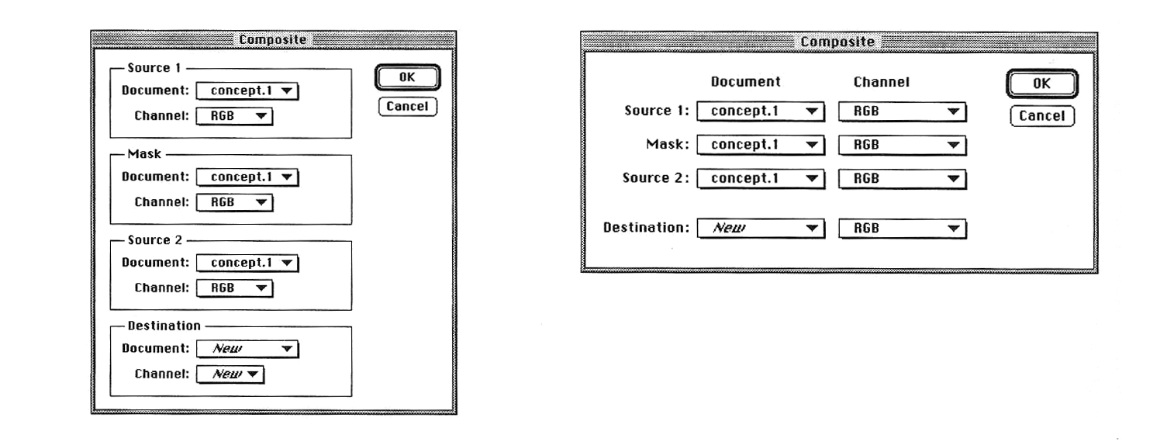 Composite
Source 1
Document: concept.1
Channel: RGB
OK
Cancel
Mask
Document: concept.1
Channel: RGB
Source 2
Document: concept.1
Channel: RGB
Destination
Document: New
Channel: New
Composite
Document Channel
Source 1: concept.1 RGB
Mask: concept.1 RGB
Source 2: concept.1 RGB
Destination: New RGB
OK
Cancel